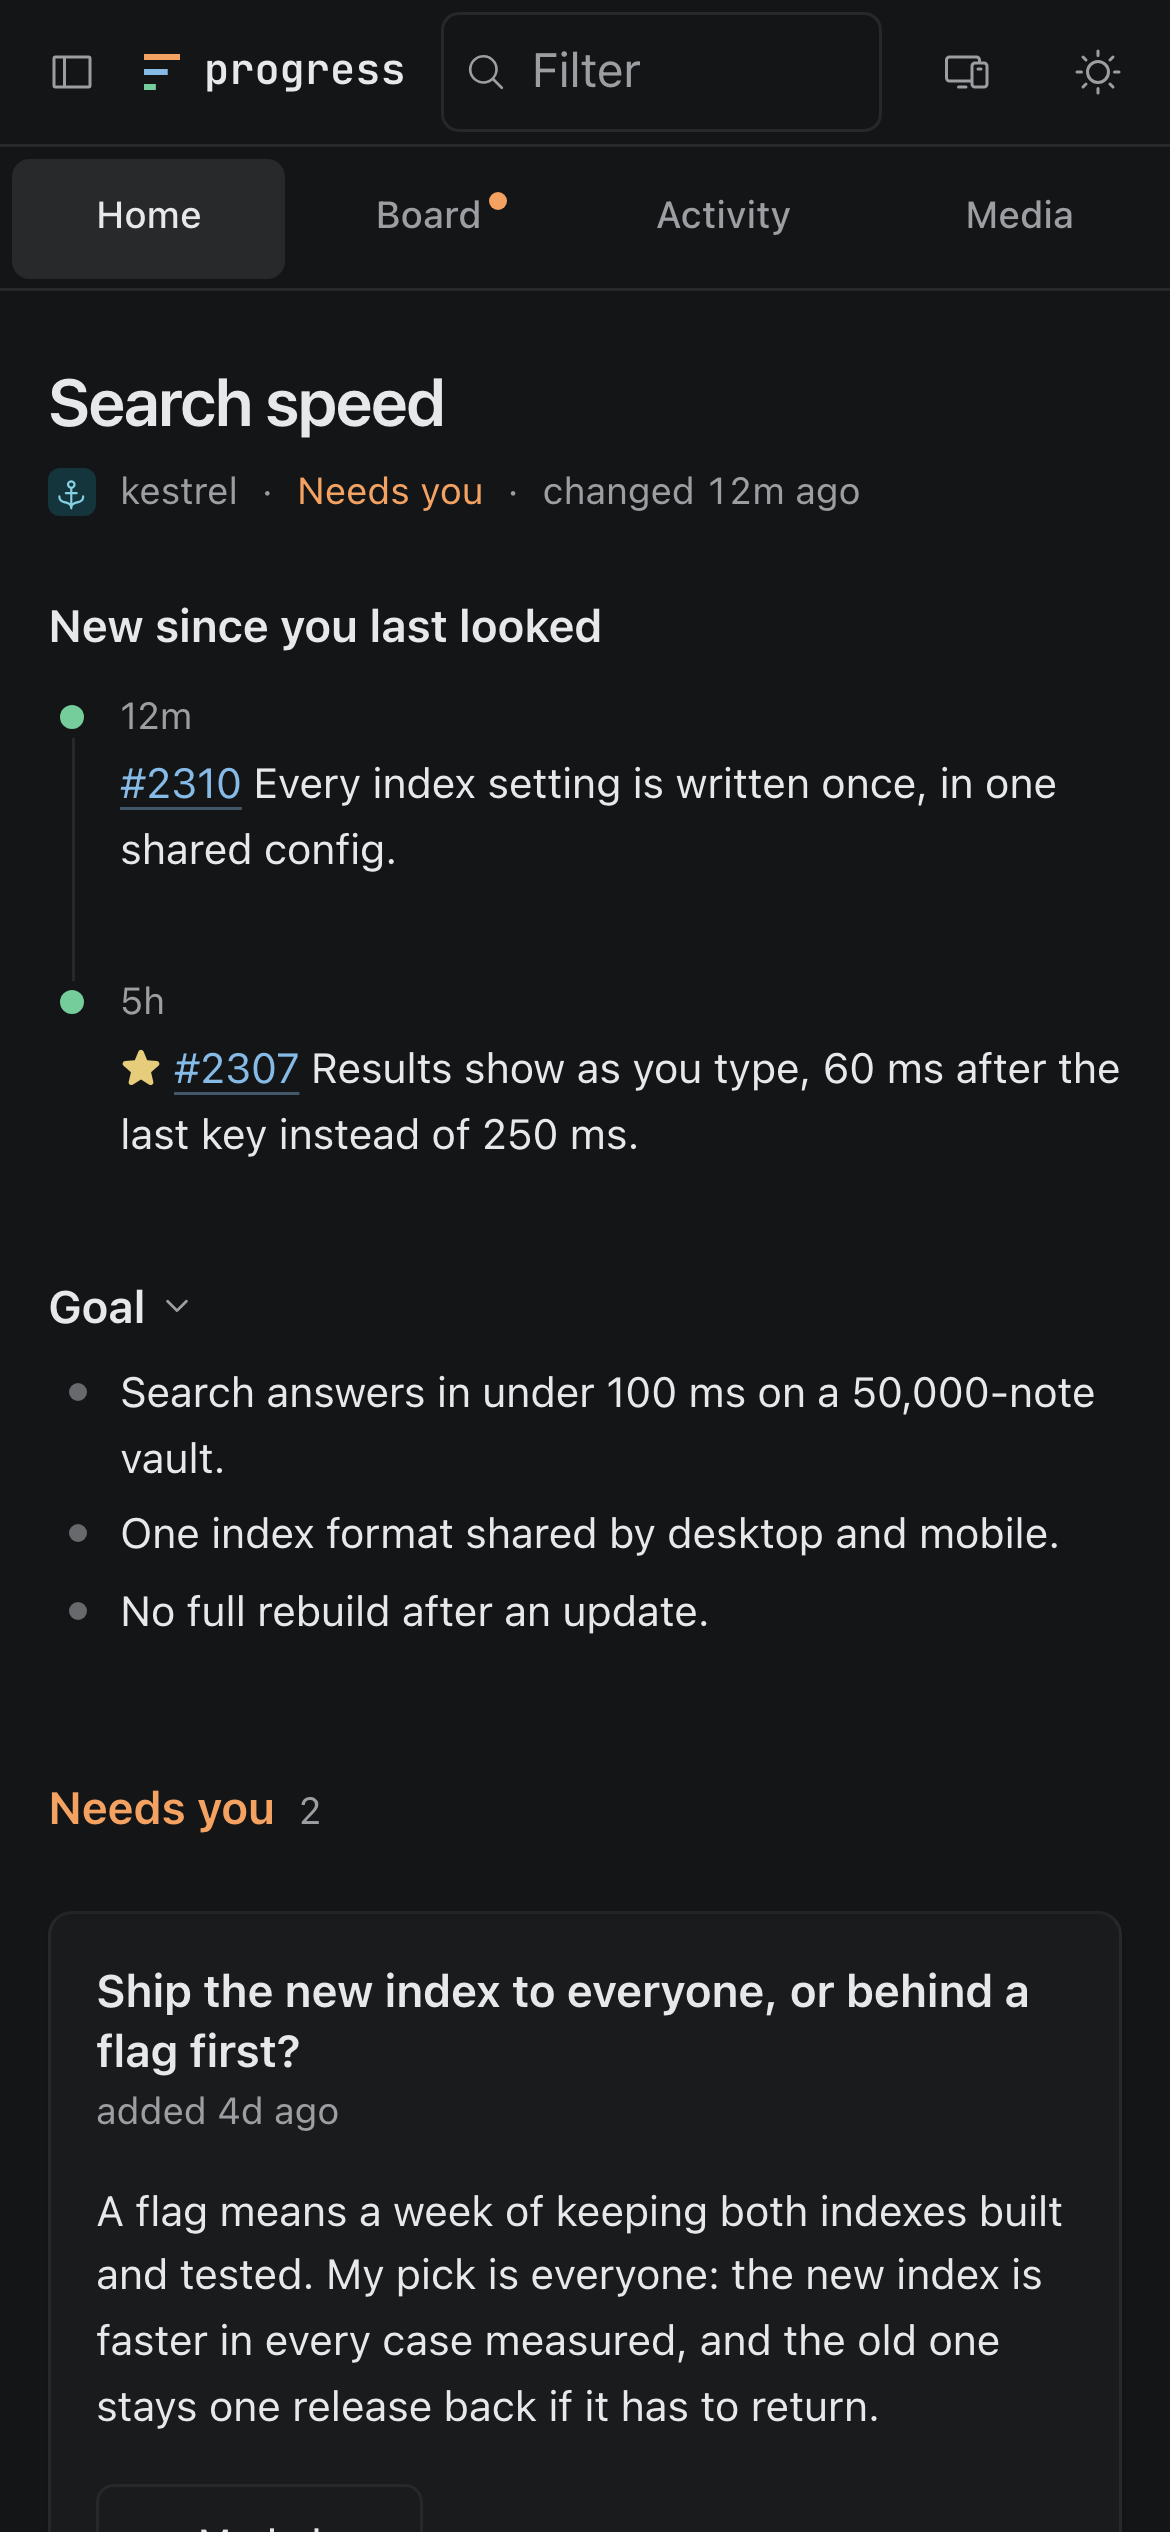 progress
Filter
Home
Board
Activity
Media
Search speed
kestrel · Needs you · changed 12m ago
New since you last looked
12m
#2310 Every index setting is written once, in one
shared config.
5h
#2307 Results show as you type, 60 ms after the
last key instead of 250 ms.
Goal
Search answers in under 100 ms on a 50,000-note
vault.
One index format shared by desktop and mobile.
No full rebuild after an update.
Needs you 2
Ship the new index to everyone, or behind a
flag first?
added 4d ago
A flag means a week of keeping both indexes built
and tested. My pick is everyone: the new index is
faster in every case measured, and the old one
stays one release back if it has to return.